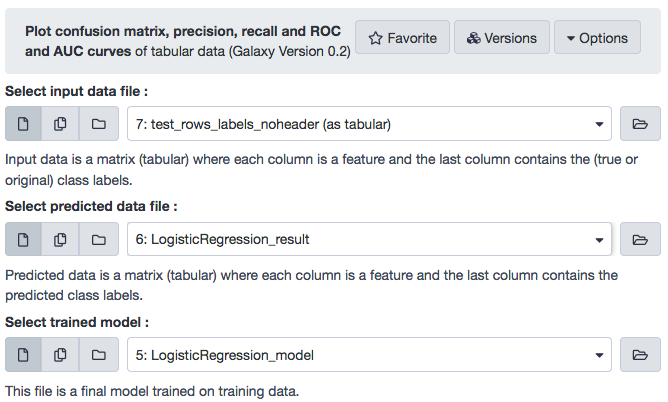 Plot confusion matrix, precision, recall and ROC
and AUC curves of tabular data (Galaxy Version 0.2)
Favorite
Versions
Options
Select input data file :
7: test_rows_labels_noheader (as tabular)
Input data is a matrix (tabular) where each column is a feature and the last column contains the (true or
original) class labels.
Select predicted data file :
6: LogisticRegression_result
Predicted data is a matrix (tabular) where each column is a feature and the last column contains the
predicted class labels.
Select trained model :
5: LogisticRegression_model
This file is a final model trained on training data.